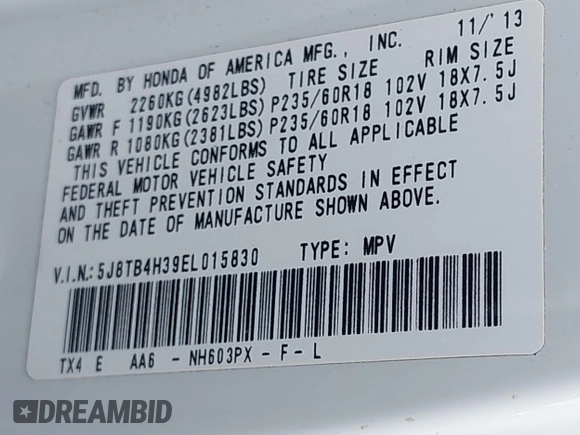 MFD. BY HONDA OF AMERICA MFG., INC. 11/'13
GVWR 2260KG(4982LBS) TIRE SIZE RIM SIZE
GAWR F 1190KG(2623LBS) P235/60R18 102V 18X7.5J
GAWR R 1080KG(2381LBS) P235/60R18 102V 18X7.5J
THIS VEHICLE CONFORMS TO ALL APPLICABLE
FEDERAL MOTOR VEHICLE SAFETY
AND THEFT PREVENTION STANDARDS IN EFFECT
ON THE DATE OF MANUFACTURE SHOWN ABOVE.
V.I.N.:5J8TB4H39EL015830 TYPE: MPV
TX4 E AA6 - NH603PX - F - L
DREAMBID